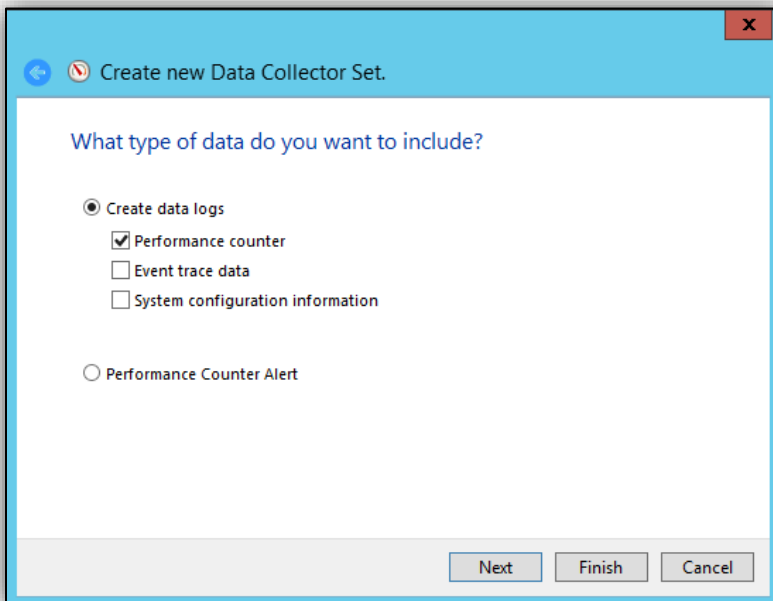 x
Create new Data Collector Set.
What type of data do you want to include?
Create data logs
Performance counter
Event trace data
System configuration information
Performance Counter Alert
Next Finish Cancel